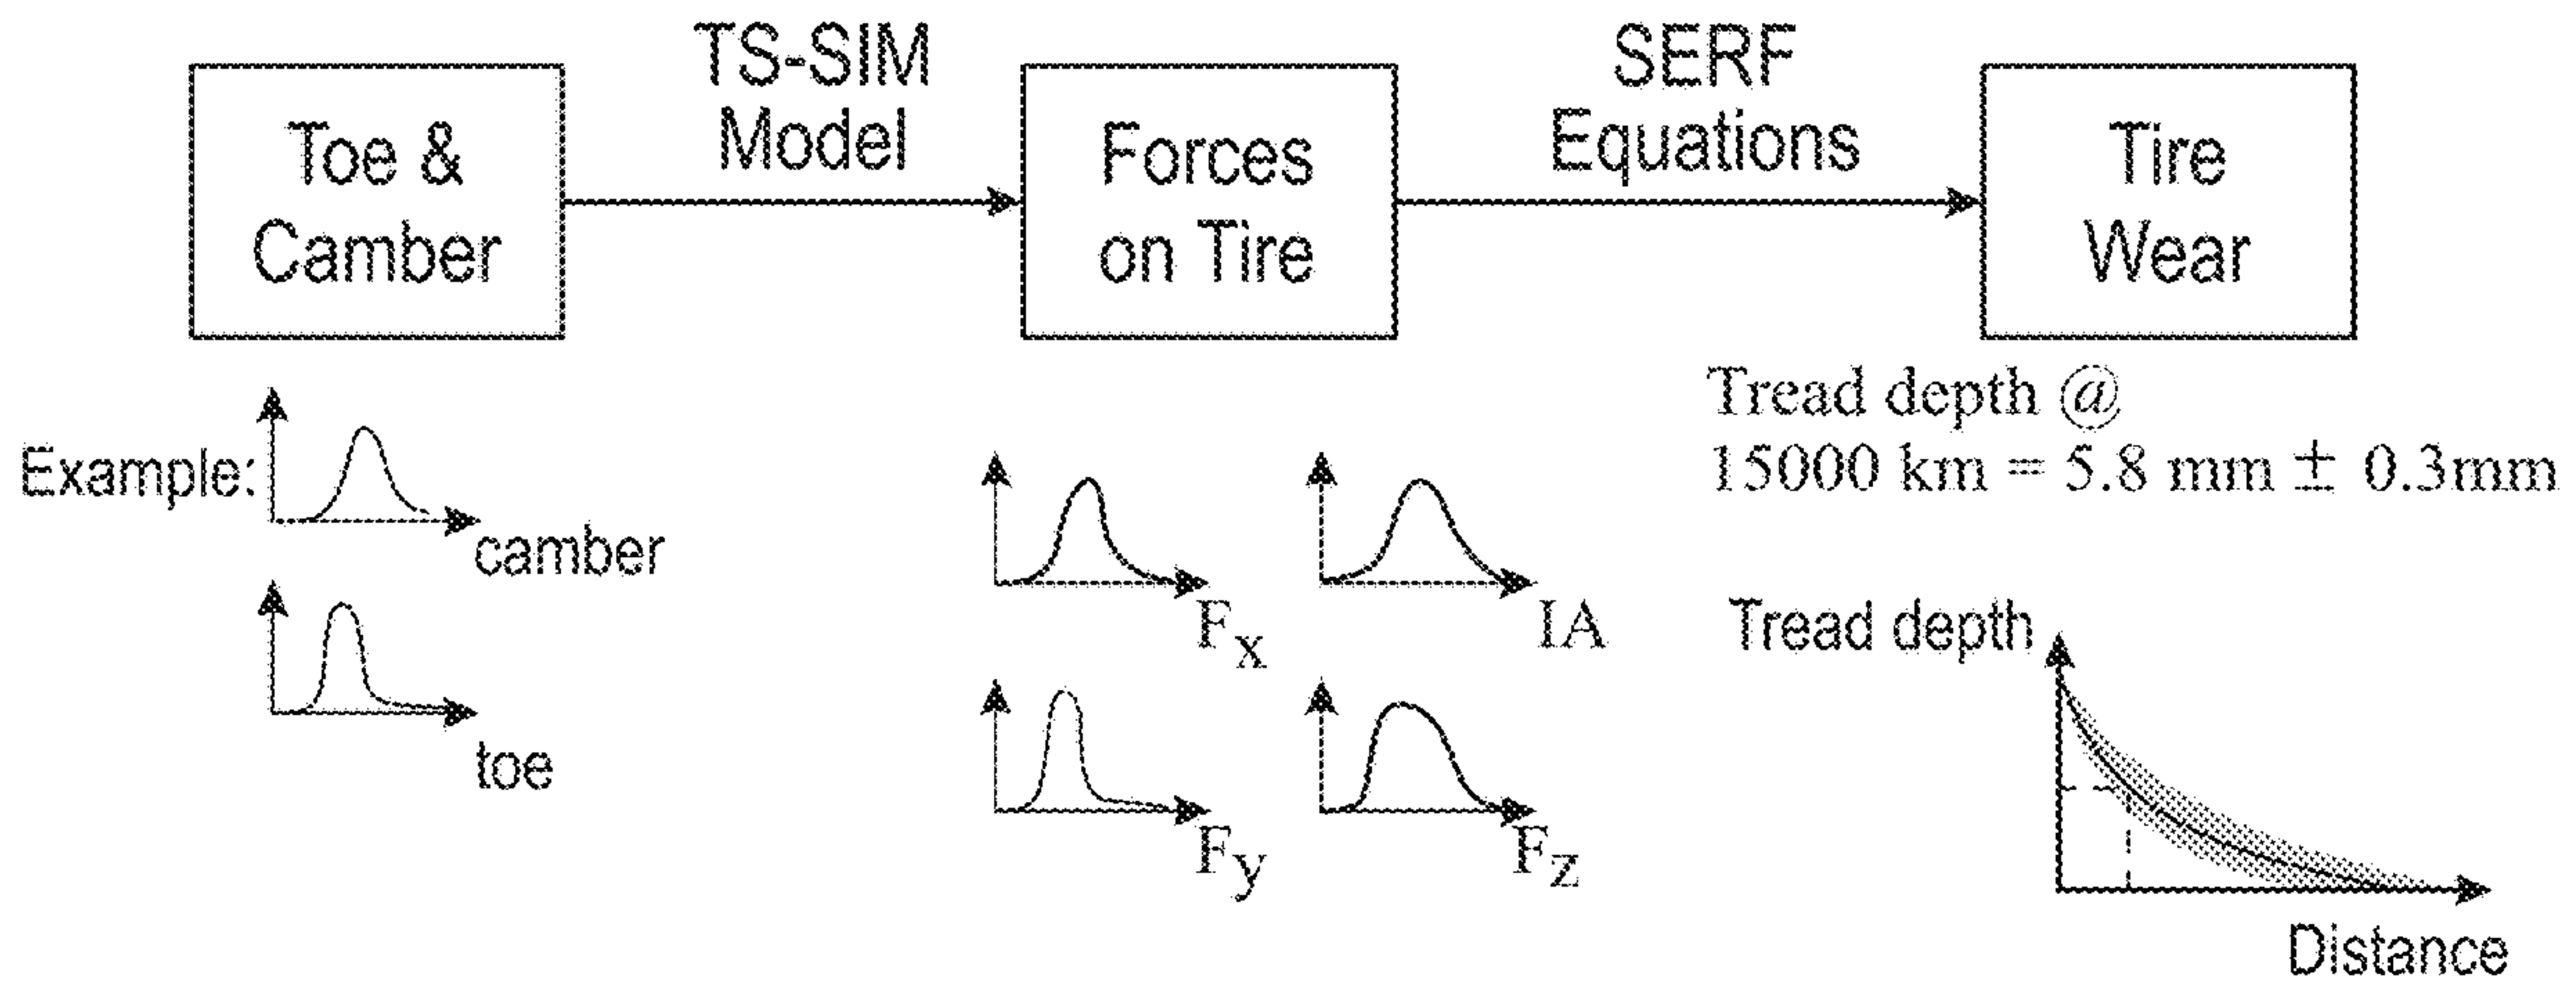 Toe &
Camber
TS-SIM
Model
Forces
on Tire
SERF
Equations
Tire
Wear
Example:
camber
toe
Fx
IA
Fy
Fz
Tread depth @
15000 km = 5.8 mm ± 0.3mm
Tread depth
Distance